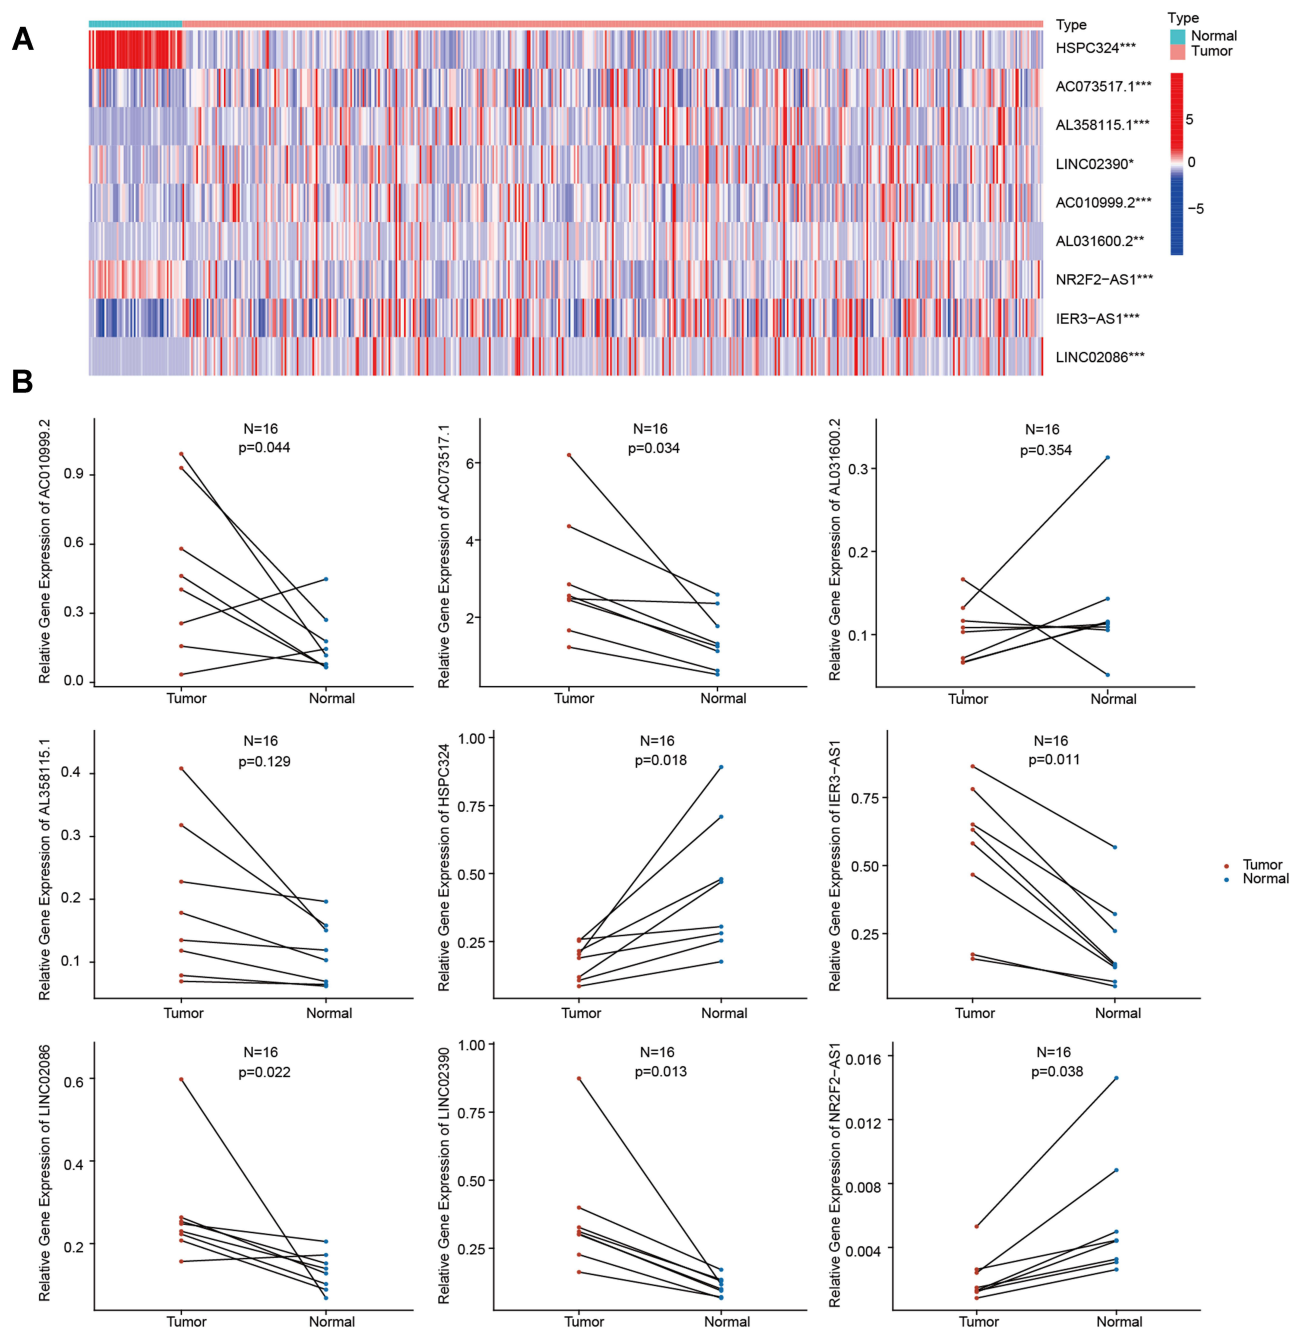 A
Type
HSPC324***
AC073517.1***
AL358115.1***
LINC02390*
AC010999.2***
AL031600.2**
NR2F2−AS1***
IER3−AS1***
LINC02086***
Type
Normal
Tumor
5
0
−5
B
Relative Gene Expression of AC010999.2
N=16
p=0.044
0.9
0.6
0.3
0.0
Tumor
Normal
Relative Gene Expression of AC073517.1
N=16
p=0.034
6
4
2
Tumor
Normal
Relative Gene Expression of AL031600.2
N=16
p=0.354
0.3
0.2
0.1
Tumor
Normal
Relative Gene Expression of AL358115.1
N=16
p=0.129
0.4
0.3
0.2
0.1
Tumor
Normal
Relative Gene Expression of HSPC324
N=16
p=0.018
1.00
0.75
0.50
0.25
Tumor
Normal
Relative Gene Expression of IER3−AS1
N=16
p=0.011
0.75
0.50
0.25
Tumor
Normal
Tumor
Normal
Relative Gene Expression of LINC02086
N=16
p=0.022
0.6
0.4
0.2
Tumor
Normal
Relative Gene Expression of LINC02390
N=16
p=0.013
1.00
0.75
0.50
0.25
Tumor
Normal
Relative Gene Expression of NR2F2−AS1
N=16
p=0.038
0.016
0.012
0.008
0.004
Tumor
Normal